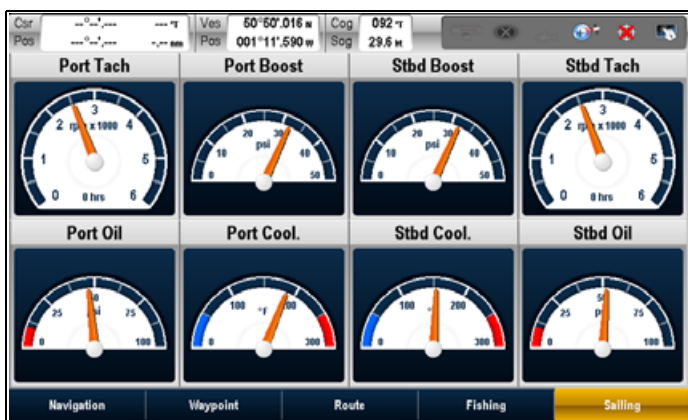 Csr --°--'.--- --- °T Ves 50°50'.016 N Cog 092 °T
Pos ---°--'.--- -.-- nm Pos 001°11'.590 W Sog 29.6 kt
Port Tach Port Boost Stbd Boost Stbd Tach
0 1 2 3 4 5 6 rpm x 1000 0 hrs
0 10 20 30 40 50 psi
0 10 20 30 40 50 psi
0 1 2 3 4 5 6 rpm x 1000 0 hrs
Port Oil Port Cool. Stbd Cool. Stbd Oil
0 25 50 75 100 psi
0 100 200 300 °F
0 100 200 300 °F
0 25 50 75 100 psi
Navigation Waypoint Route Fishing Sailing